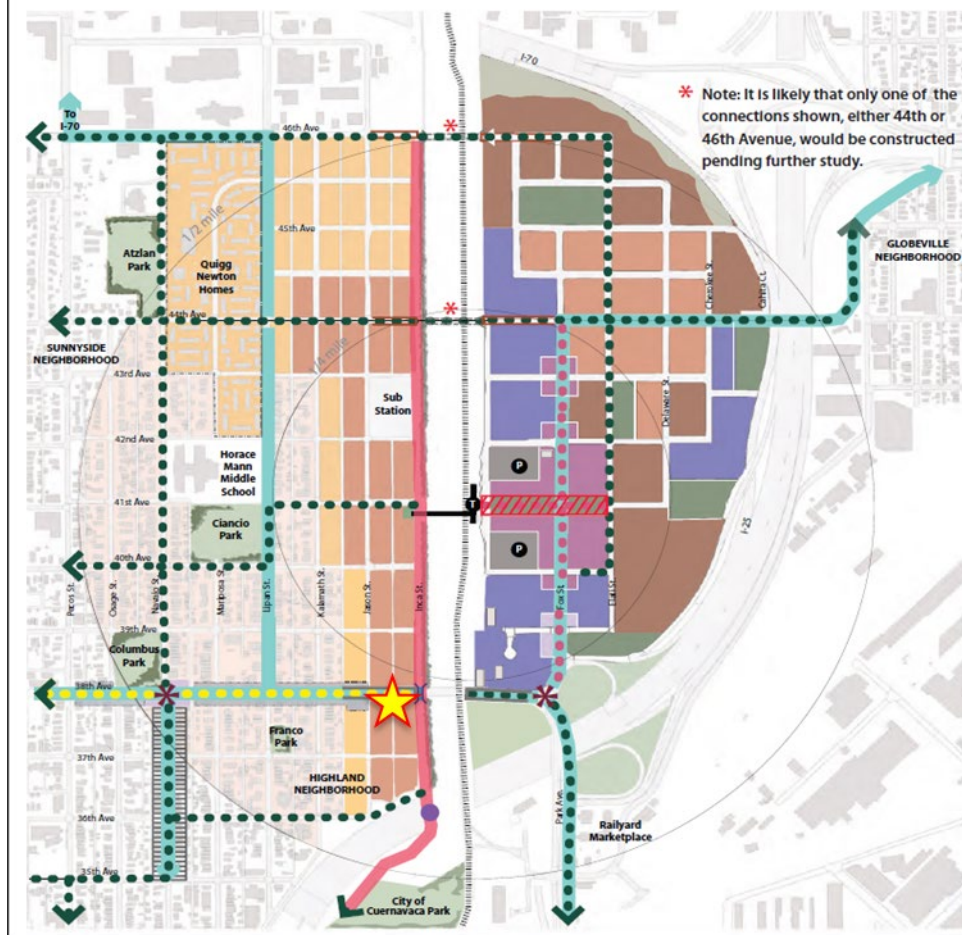 I-70
* Note: It is likely that only one of the
connections shown, either 44th or
46th Avenue, would be constructed
pending further study.
To
I-70
46th Ave
*
1/2 mile
45th Ave
Atzlan
Park
Quigg
Newton
Homes
GLOBEVILLE
NEIGHBORHOOD
Cherokee St.
44th Ave
*
SUNNYSIDE
NEIGHBORHOOD
1/4 mile
43rd Ave
Sub
Station
Delaware St.
42nd Ave
Horace
Mann
Middle
School
P
41st Ave
T
Ciancio
Park
I-25
40th Ave
P
Pecos St.
Osage St.
Navajo St.
Mariposa St.
Lipan St.
Kalamath St.
Jason St.
Inca St.
Fox St.
Elati St.
39th Ave
Columbus
Park
38th Ave
Franco
Park
37th Ave
HIGHLAND
NEIGHBORHOOD
36th Ave
Park Ave.
Railyard
Marketplace
35th Ave
City of
Cuernavaca Park